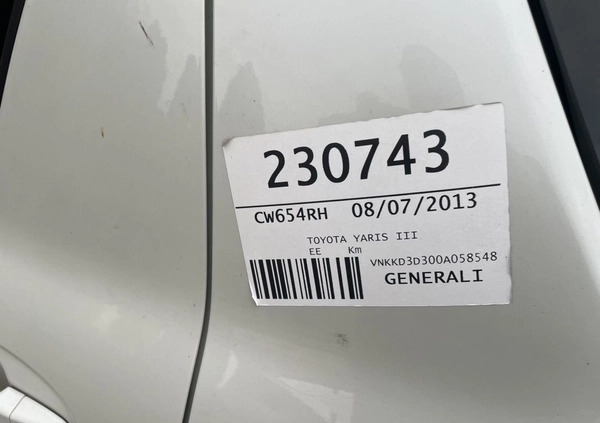 230743
CW654RH 08/07/2013
TOYOTA YARIS III
EE Km
VNKKD3D300A058548
GENERALI